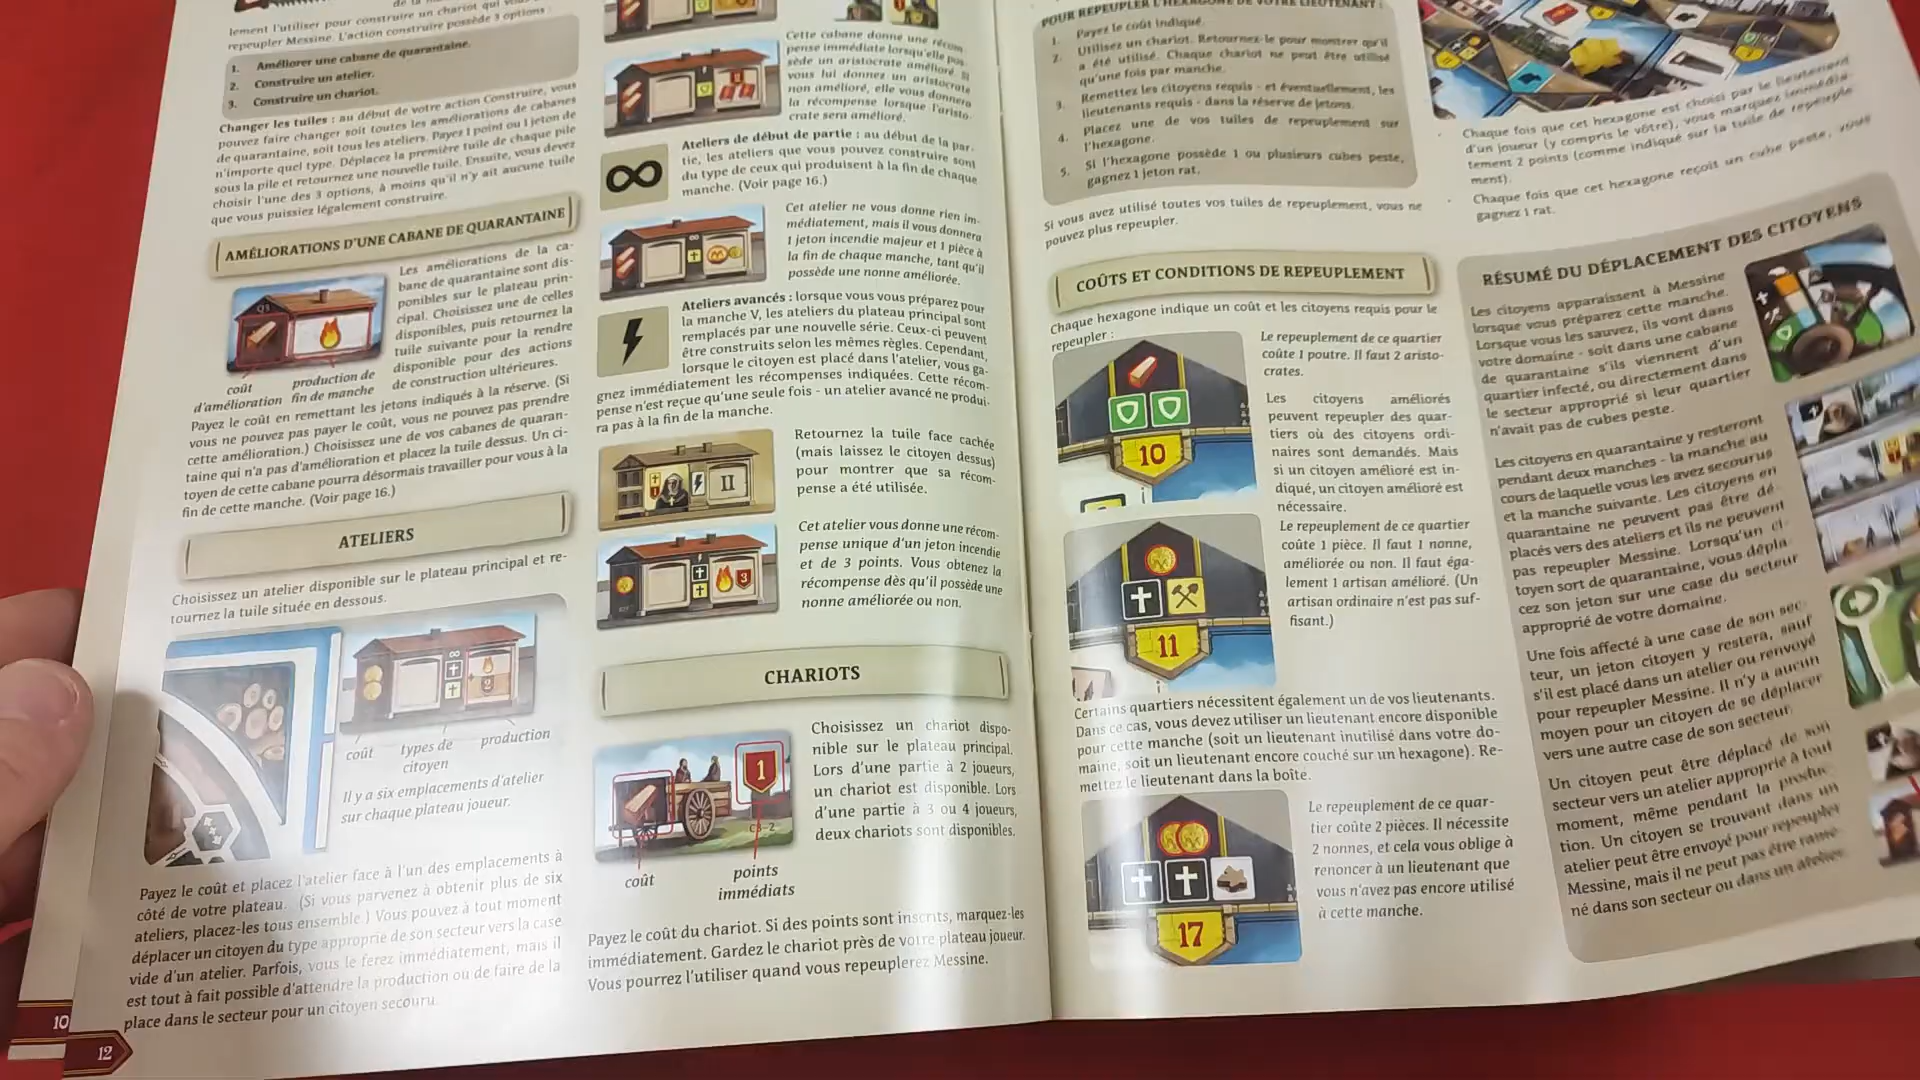 lement l'utiliser pour construire un chariot qui
repeupler Messine. L'action construire possède 3 options :
1. Améliorer une cabane de quarantaine.
2. Construire un atelier.
3. Construire un chariot.
Changer les tuiles : au début de votre action Construire, vous
pouvez faire changer soit toutes les améliorations de cabanes
de quarantaine, soit tous les ateliers. Payez 1 point ou 1 jeton de
n'importe quel type. Déplacez la première tuile de chaque pile
sous la pile et retournez une nouvelle tuile. Ensuite, vous devez
choisir l'une des 3 options, à moins qu'il n'y ait aucune tuile
que vous puissiez légalement construire.
AMÉLIORATIONS D'UNE CABANE DE QUARANTAINE
Les améliorations de la ca-
bane de quarantaine sont dis-
ponibles sur le plateau prin-
cipal. Choisissez une de celles
disponibles, puis retournez la
tuile suivante pour la rendre
disponible pour des actions
de construction ultérieures.
coût
d'amélioration
production de
fin de manche
Payez le coût en remettant les jetons indiqués à la réserve. (Si
vous ne pouvez pas payer le coût, vous ne pouvez pas prendre
cette amélioration.) Choisissez une de vos cabanes de quaran-
taine qui n'a pas d'amélioration et placez la tuile dessus. Un ci-
toyen de cette cabane pourra désormais travailler pour vous à la
fin de cette manche. (Voir page 16.)
ATELIERS
Choisissez un atelier disponible sur le plateau principal et re-
tournez la tuile située en dessous.
coût
types de
citoyen
production
Il y a six emplacements d'atelier
sur chaque plateau joueur.
Payez le coût et placez l'atelier face à l'un des emplacements à
côté de votre plateau. (Si vous parvenez à obtenir plus de six
ateliers, placez-les tous ensemble.) Vous pouvez à tout moment
déplacer un citoyen du type approprié de son secteur vers la case
vide d'un atelier. Parfois, vous le ferez immédiatement, mais il
est tout à fait possible d'attendre la production ou de faire de la
place dans le secteur pour un citoyen secouru.
10
12
Cette cabane donne une récom-
pense immédiate lorsqu'elle pos-
sède un aristocrate amélioré. Si
vous lui donnez un aristocrate
non amélioré, elle vous donnera
la récompense lorsque l'aristo-
crate sera amélioré.
Ateliers de début de partie : au début de la par-
tie, les ateliers que vous pouvez construire sont
du type de ceux qui produisent à la fin de chaque
manche. (Voir page 16.)
Cet atelier ne vous donne rien im-
médiatement, mais il vous donnera
1 jeton incendie majeur et 1 pièce à
la fin de chaque manche, tant qu'il
possède une nonne améliorée.
Ateliers avancés : lorsque vous vous préparez pour
la manche V, les ateliers du plateau principal sont
remplacés par une nouvelle série. Ceux-ci peuvent
être construits selon les mêmes règles. Cependant,
lorsque le citoyen est placé dans l'atelier, vous ga-
gnez immédiatement les récompenses indiquées. Cette récom-
pense n'est reçue qu'une seule fois - un atelier avancé ne produi-
ra pas à la fin de la manche.
II
Retournez la tuile face cachée
(mais laissez le citoyen dessus)
pour montrer que sa récom-
pense a été utilisée.
3
Cet atelier vous donne une récom-
pense unique d'un jeton incendie
et de 3 points. Vous obtenez la
récompense dès qu'il possède une
nonne améliorée ou non.
CHARIOTS
1
Choisissez un chariot dispo-
nible sur le plateau principal.
Lors d'une partie à 2 joueurs,
un chariot est disponible. Lors
d'une partie à 3 ou 4 joueurs,
deux chariots sont disponibles.
coût
points
immédiats
Payez le coût du chariot. Si des points sont inscrits, marquez-les
immédiatement. Gardez le chariot près de votre plateau joueur.
Vous pourrez l'utiliser quand vous repeuplerez Messine.
POUR REPEUPLER L'HEXAGONE DE VOTRE LIEUTENANT :
1. Payez le coût indiqué.
2. Utilisez un chariot. Retournez-le pour montrer qu'il
a été utilisé. Chaque chariot ne peut être utilisé
qu'une fois par manche.
3. Remettez les citoyens requis - et éventuellement, les
lieutenants requis - dans la réserve de jetons.
4. Placez une de vos tuiles de repeuplement sur
l'hexagone.
5. Si l'hexagone possède 1 ou plusieurs cubes peste,
gagnez 1 jeton rat.
Si vous avez utilisé toutes vos tuiles de repeuplement, vous ne
pouvez plus repeupler.
COÛTS ET CONDITIONS DE REPEUPLEMENT
Chaque hexagone indique un coût et les citoyens requis pour le
repeupler :
10
Le repeuplement de ce quartier
coûte 1 poutre. Il faut 2 aristo-
crates.
Les citoyens améliorés
peuvent repeupler des quar-
tiers où des citoyens ordi-
naires sont demandés. Mais
si un citoyen amélioré est in-
diqué, un citoyen amélioré est
nécessaire.
11
Le repeuplement de ce quartier
coûte 1 pièce. Il faut 1 nonne,
améliorée ou non. Il faut éga-
lement 1 artisan amélioré. (Un
artisan ordinaire n'est pas suf-
fisant.)
Certains quartiers nécessitent également un de vos lieutenants.
Dans ce cas, vous devez utiliser un lieutenant encore disponible
pour cette manche (soit un lieutenant inutilisé dans votre do-
maine, soit un lieutenant encore couché sur un hexagone). Re-
mettez le lieutenant dans la boîte.
17
Le repeuplement de ce quar-
tier coûte 2 pièces. Il nécessite
2 nonnes, et cela vous oblige à
renoncer à un lieutenant que
vous n'avez pas encore utilisé
à cette manche.
Chaque fois que cet hexagone est choisi par le lieutenant
d'un joueur (y compris le vôtre), vous marquez immédia-
tement 2 points (comme indiqué sur la tuile de repeuple-
ment).
Chaque fois que cet hexagone reçoit un cube peste, vous
gagnez 1 rat.
RÉSUMÉ DU DÉPLACEMENT DES CITOYENS
Les citoyens apparaissent à Messine
lorsque vous préparez cette manche.
Lorsque vous les sauvez, ils vont dans
votre domaine - soit dans une cabane
de quarantaine s'ils viennent d'un
quartier infecté, ou directement dans
le secteur approprié si leur quartier
n'avait pas de cubes peste.
Les citoyens en quarantaine y resteront
pendant deux manches - la manche au
cours de laquelle vous les avez secourus
et la manche suivante. Les citoyens en
quarantaine ne peuvent pas être dé-
placés vers des ateliers et ils ne peuvent
pas repeupler Messine. Lorsqu'un ci-
toyen sort de quarantaine, vous dépla-
cez son jeton sur une case du secteur
approprié de votre domaine.
Une fois affecté à une case de son sec-
teur, un jeton citoyen y restera, sauf
s'il est placé dans un atelier ou renvoyé
pour repeupler Messine. Il n'y a aucun
moyen pour un citoyen de se déplacer
vers une autre case de son secteur.
Un citoyen peut être déplacé de son
secteur vers un atelier approprié à tout
moment, même pendant la produc-
tion. Un citoyen se trouvant dans un
atelier peut être envoyé pour repeupler
Messine, mais il ne peut pas être rame-
né dans son secteur ou dans un atelier.